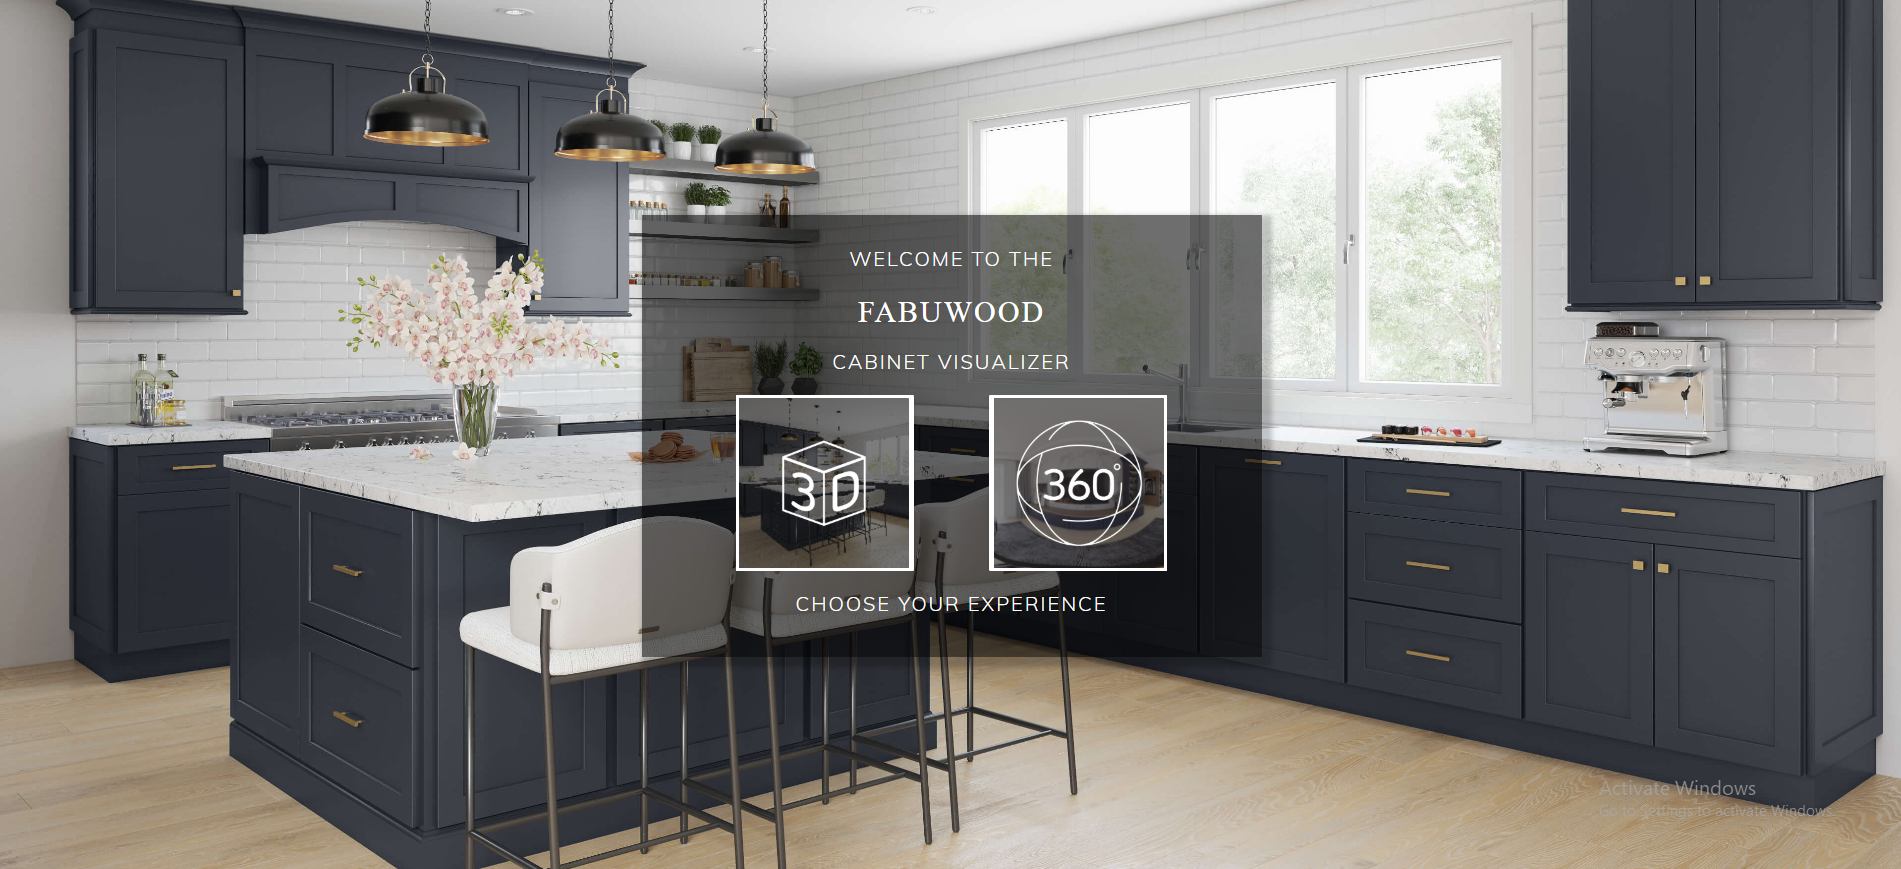 WELCOME TO THE
FABUWOOD
CABINET VISUALIZER
3D
360°
CHOOSE YOUR EXPERIENCE
Activate Windows
Go to Settings to activate Windows.